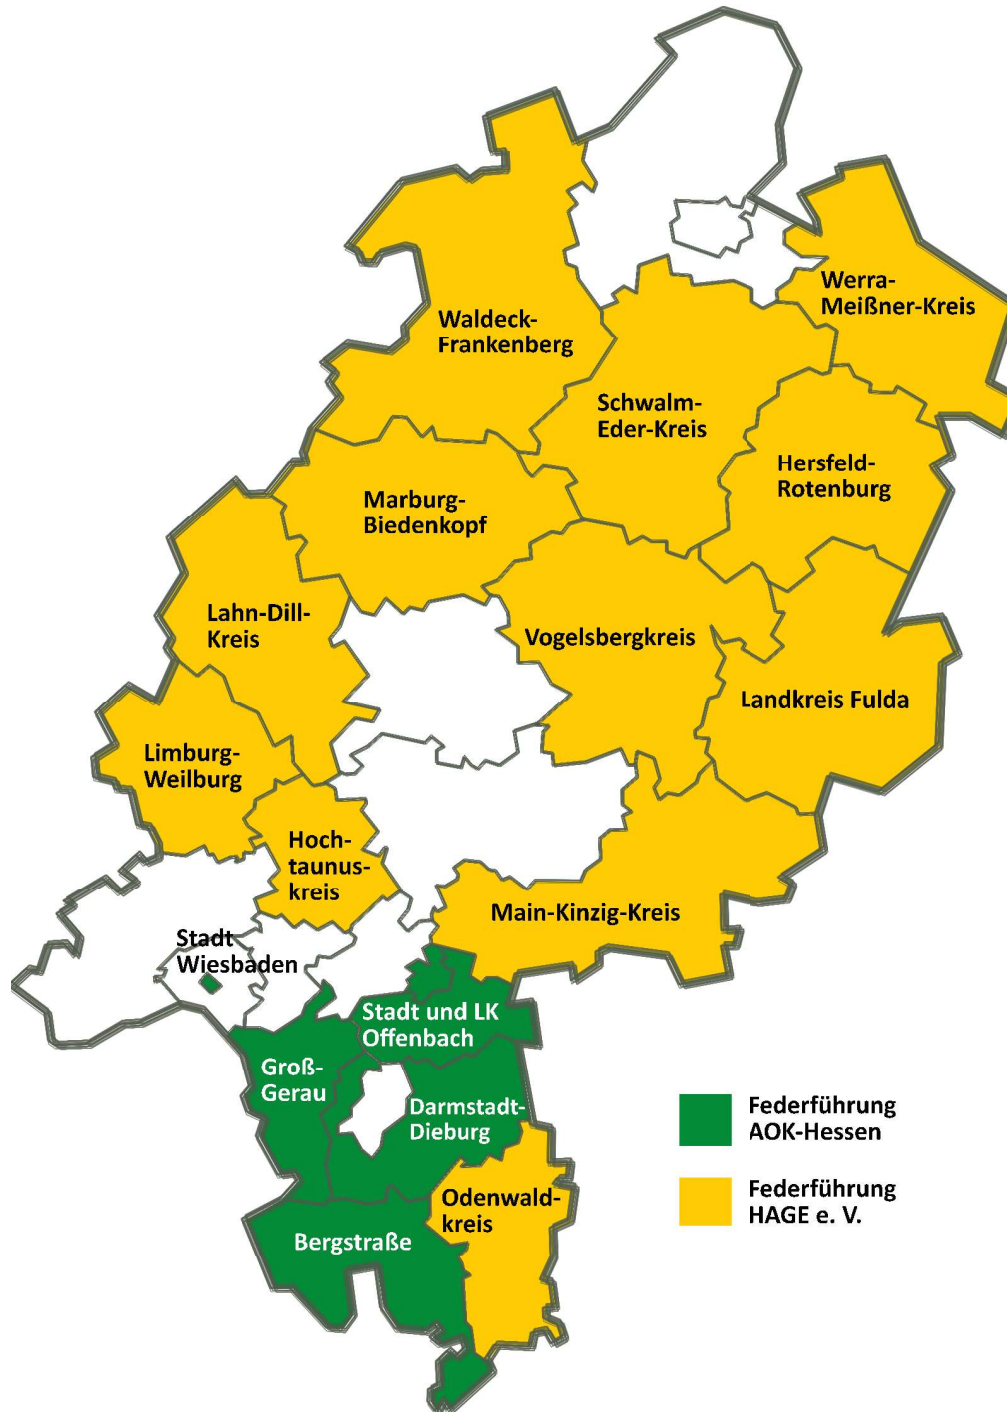 Waldeck-
Frankenberg
Werra-
Meißner-Kreis
Schwalm-
Eder-Kreis
Hersfeld-
Rotenburg
Marburg-
Biedenkopf
Lahn-Dill-
Kreis
Vogelsbergkreis
Landkreis Fulda
Limburg-
Weilburg
Hoch-
taunus-
kreis
Main-Kinzig-Kreis
Stadt
Wiesbaden
Stadt und LK
Offenbach
Groß-
Gerau
Darmstadt-
Dieburg
Odenwald-
kreis
Bergstraße
Federführung
AOK-Hessen
Federführung
HAGE e. V.